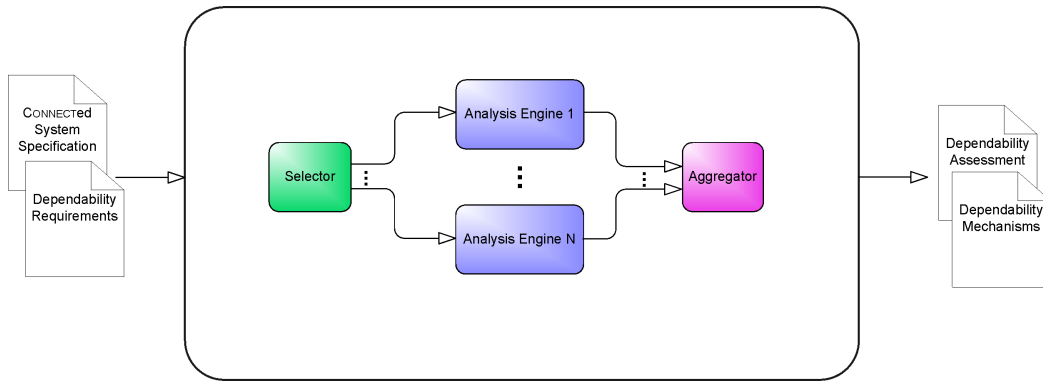 CONNECTed
System
Specification
Dependability
Requirements
Selector
Analysis Engine 1
Analysis Engine N
Aggregator
Dependability
Assessment
Dependability
Mechanisms